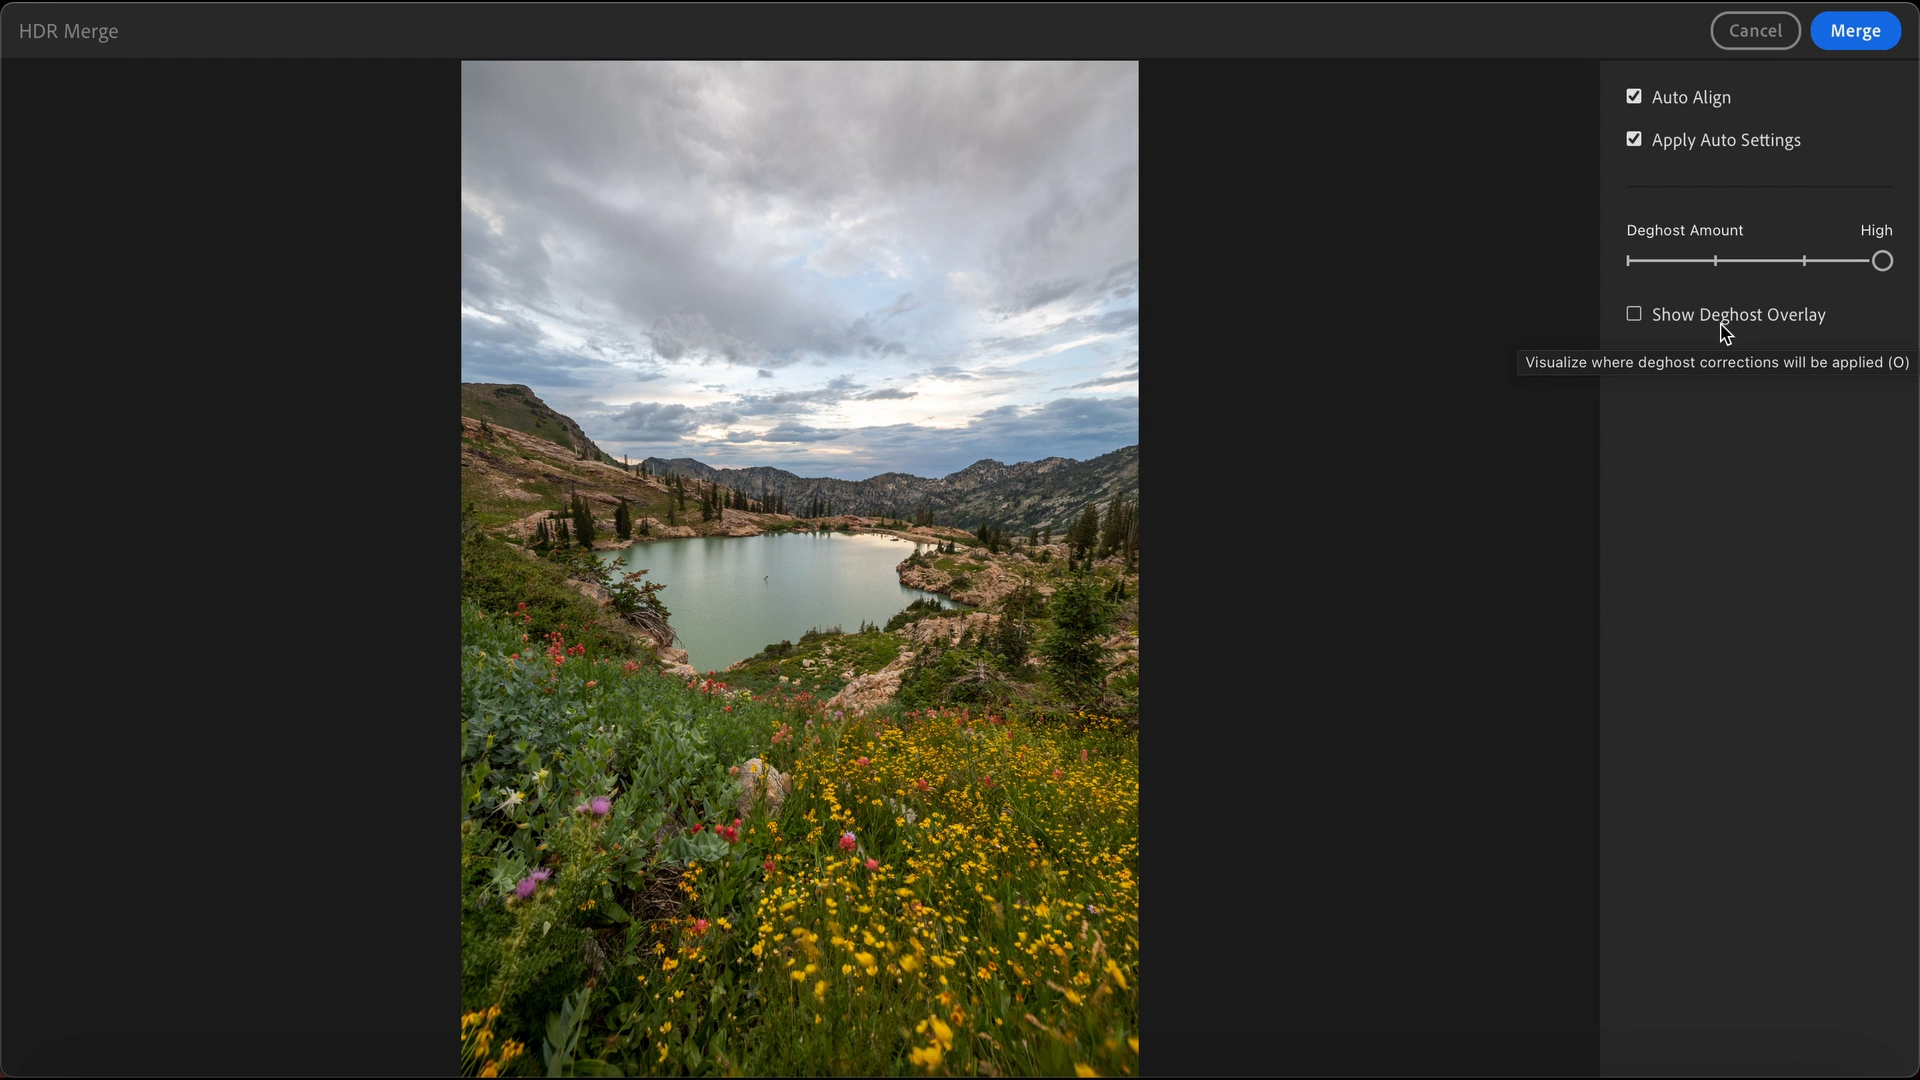 HDR Merge
Cancel
Merge
Auto Align
Apply Auto Settings
Deghost Amount
High
Show Deghost Overlay
Visualize where deghost corrections will be applied (O)